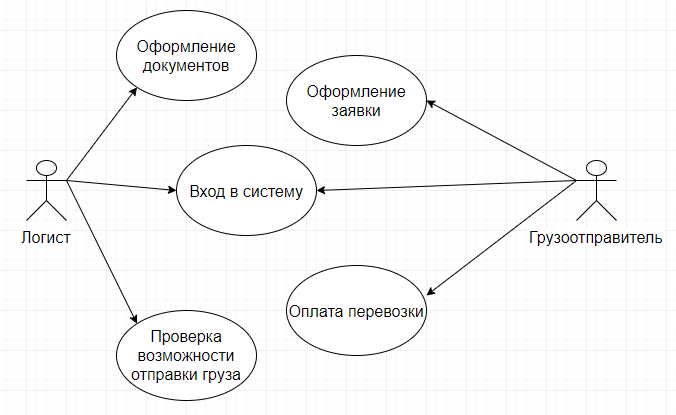 Оформление
документов
Оформление
заявки
Вход в систему
Логист
Грузоотправитель
Оплата перевозки
Проверка
возможности
отправки груза